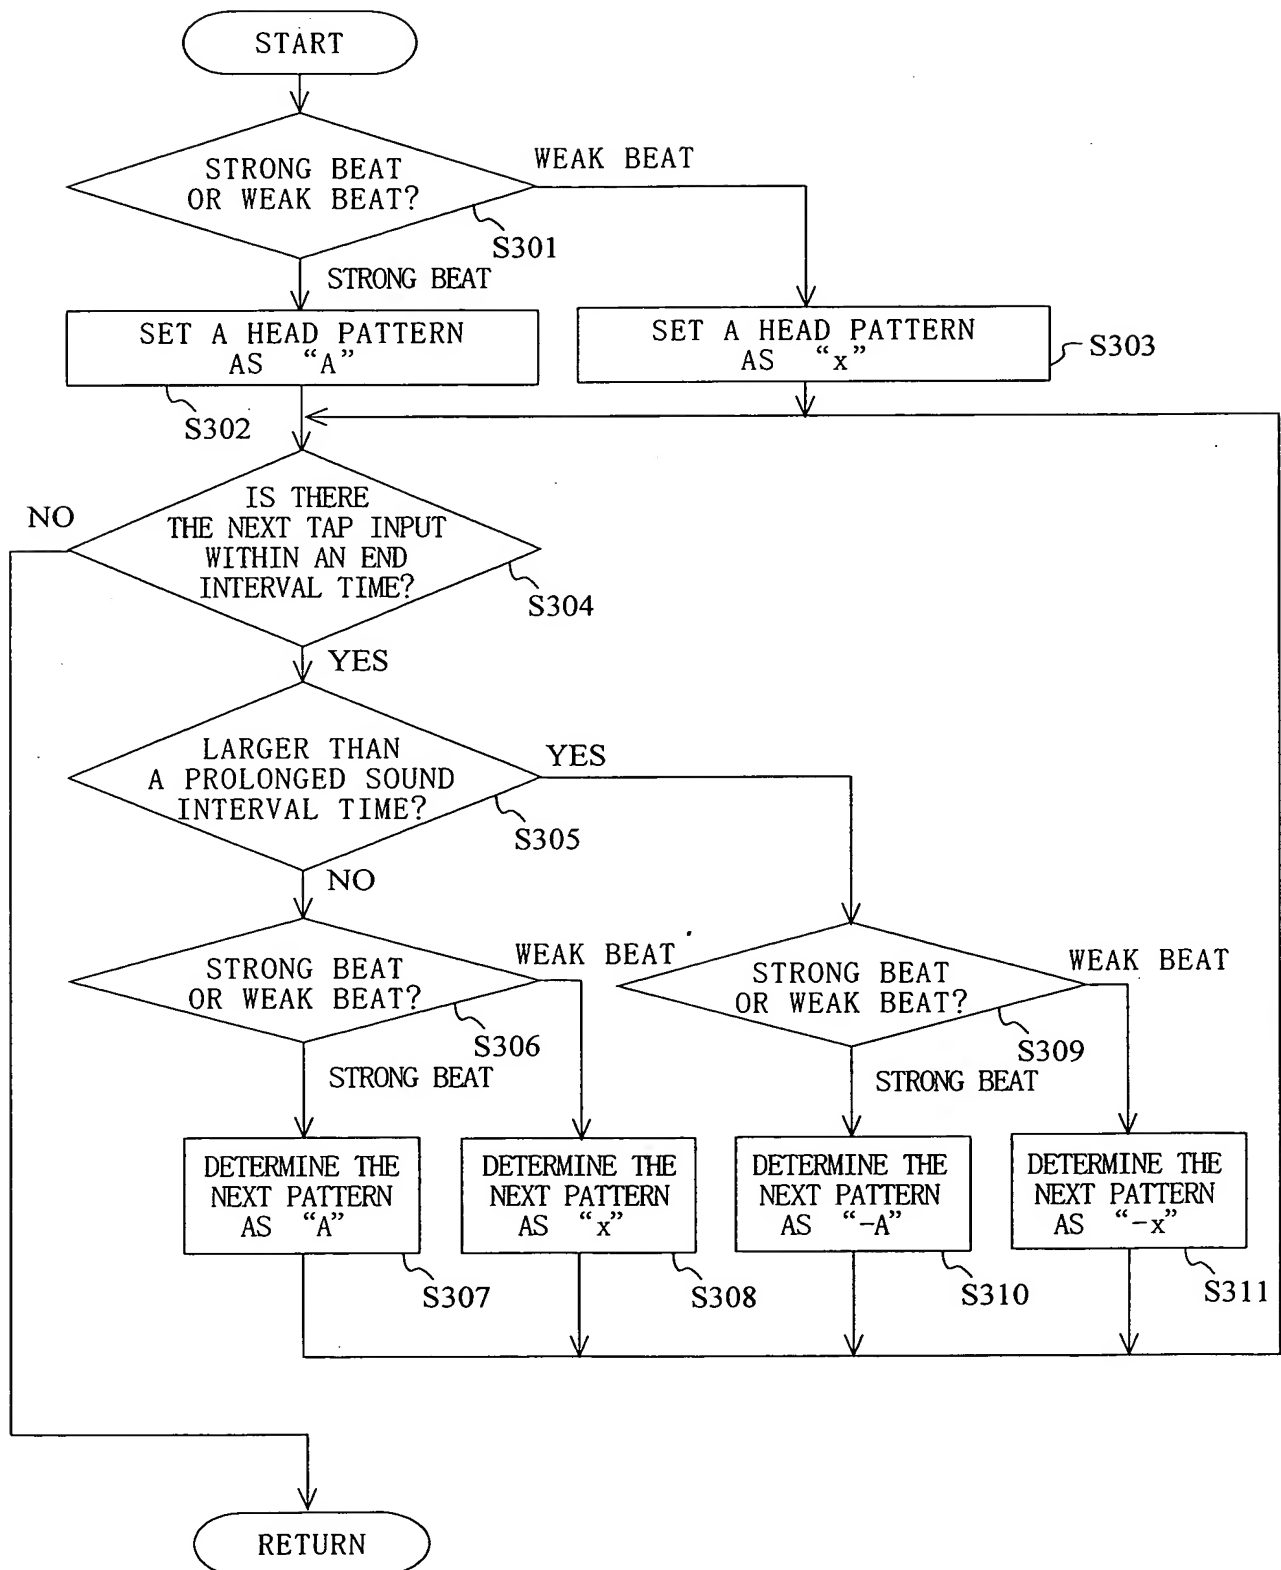 START
STRONG BEAT
OR WEAK BEAT?
WEAK BEAT
S301
STRONG BEAT
SET A HEAD PATTERN
AS “A”
S302
SET A HEAD PATTERN
AS “x”
S303
IS THERE
THE NEXT TAP INPUT
WITHIN AN END
INTERVAL TIME?
NO
S304
YES
LARGER THAN
A PROLONGED SOUND
INTERVAL TIME?
YES
S305
NO
STRONG BEAT
OR WEAK BEAT?
WEAK BEAT
S306
STRONG BEAT
STRONG BEAT
OR WEAK BEAT?
WEAK BEAT
S309
STRONG BEAT
DETERMINE THE
NEXT PATTERN
AS “A”
S307
DETERMINE THE
NEXT PATTERN
AS “x”
S308
DETERMINE THE
NEXT PATTERN
AS “-A”
S310
DETERMINE THE
NEXT PATTERN
AS “-x”
S311
RETURN